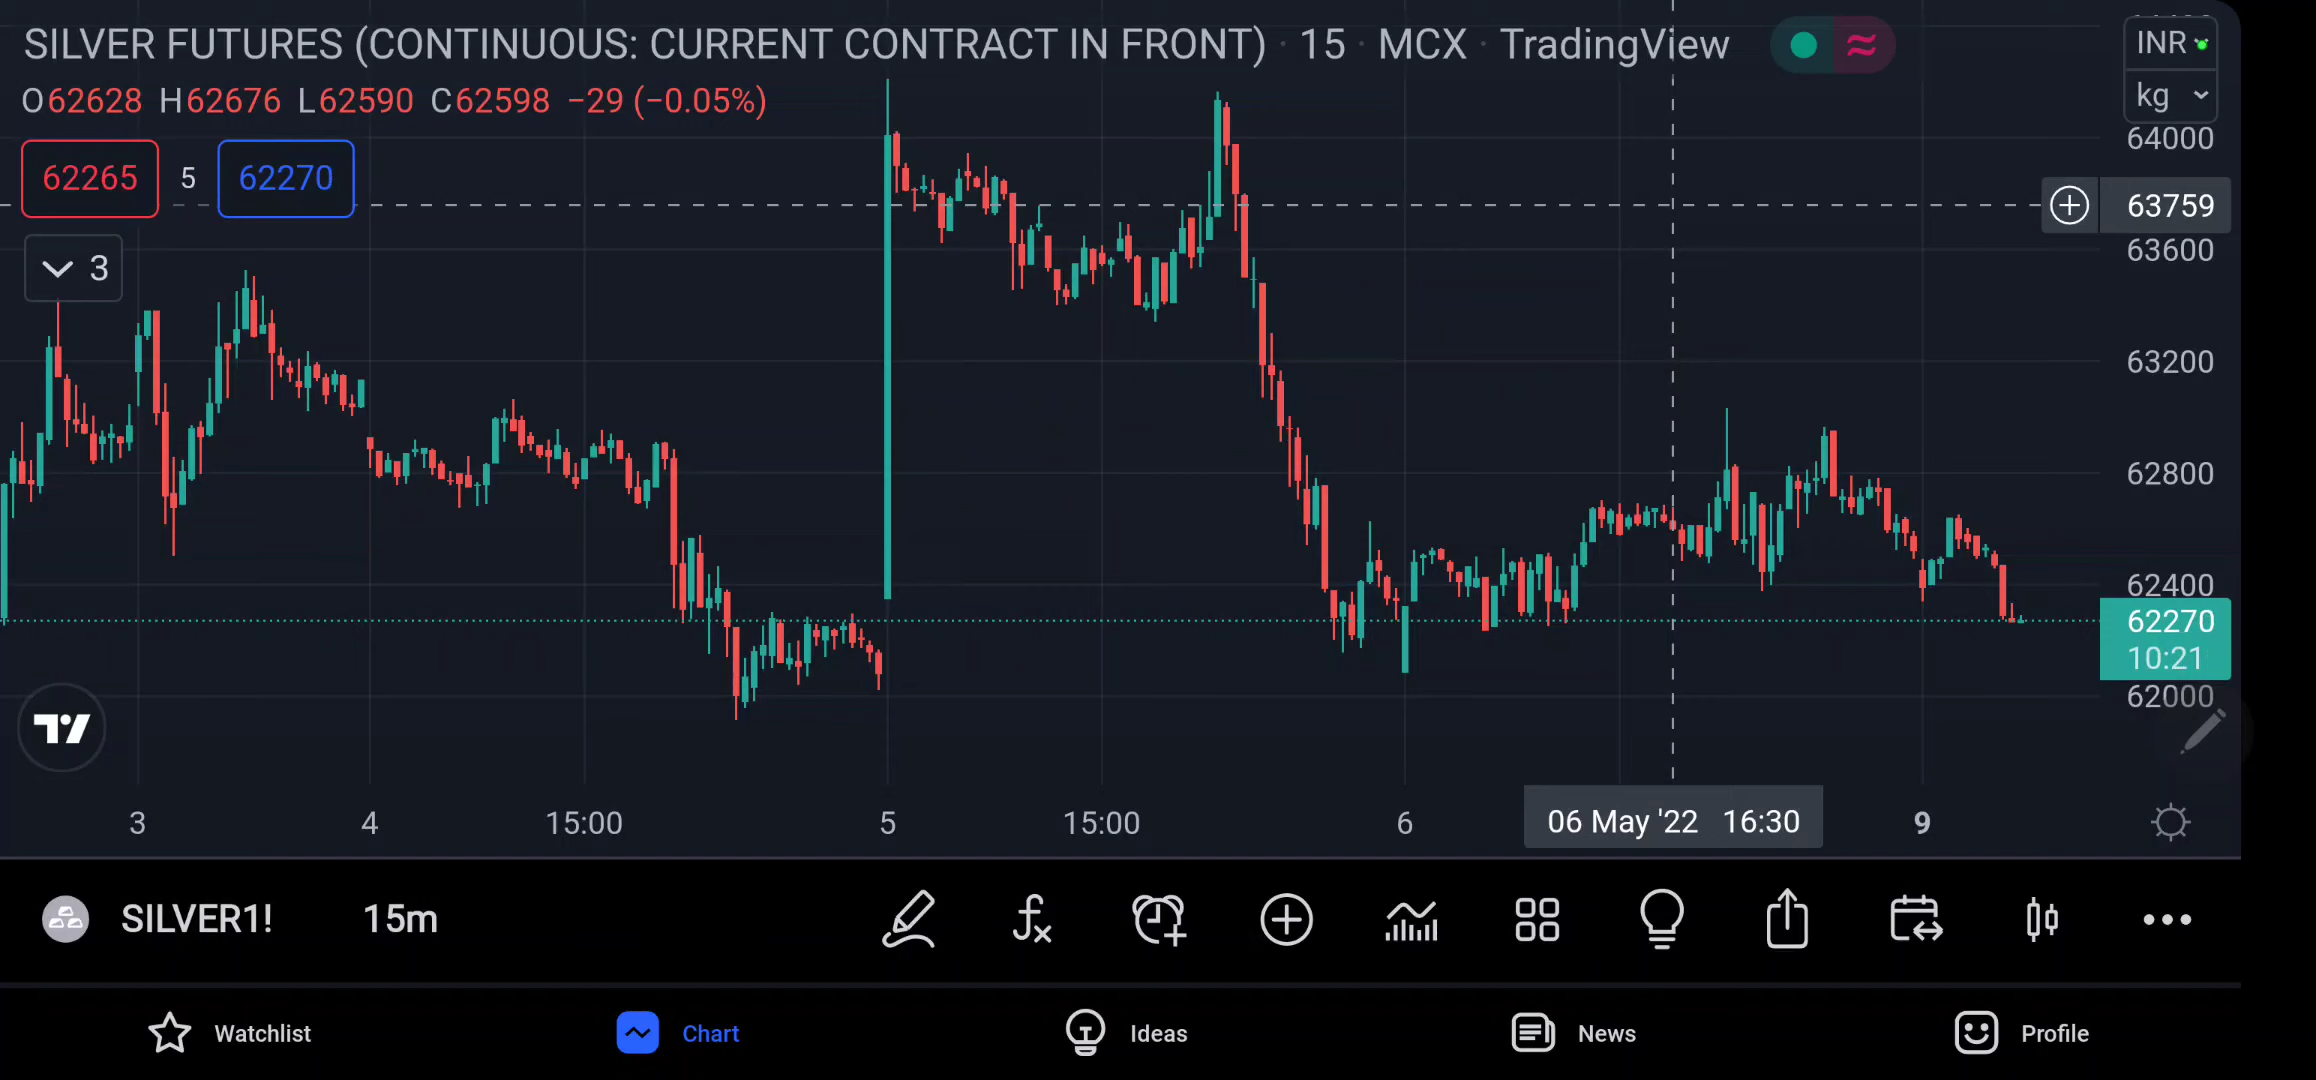 SILVER FUTURES (CONTINUOUS: CURRENT CONTRACT IN FRONT) · 15 · MCX · TradingView
INR
O62628 H62676 L62590 C62598 −29 (−0.05%)
kg
64000
62265 5 62270
63759
63600
3
63200
62800
62400
62270
10:21
62000
3 4 15:00 5 15:00 6 06 May '22 16:30 9
SILVER1! 15m
Watchlist Chart Ideas News Profile